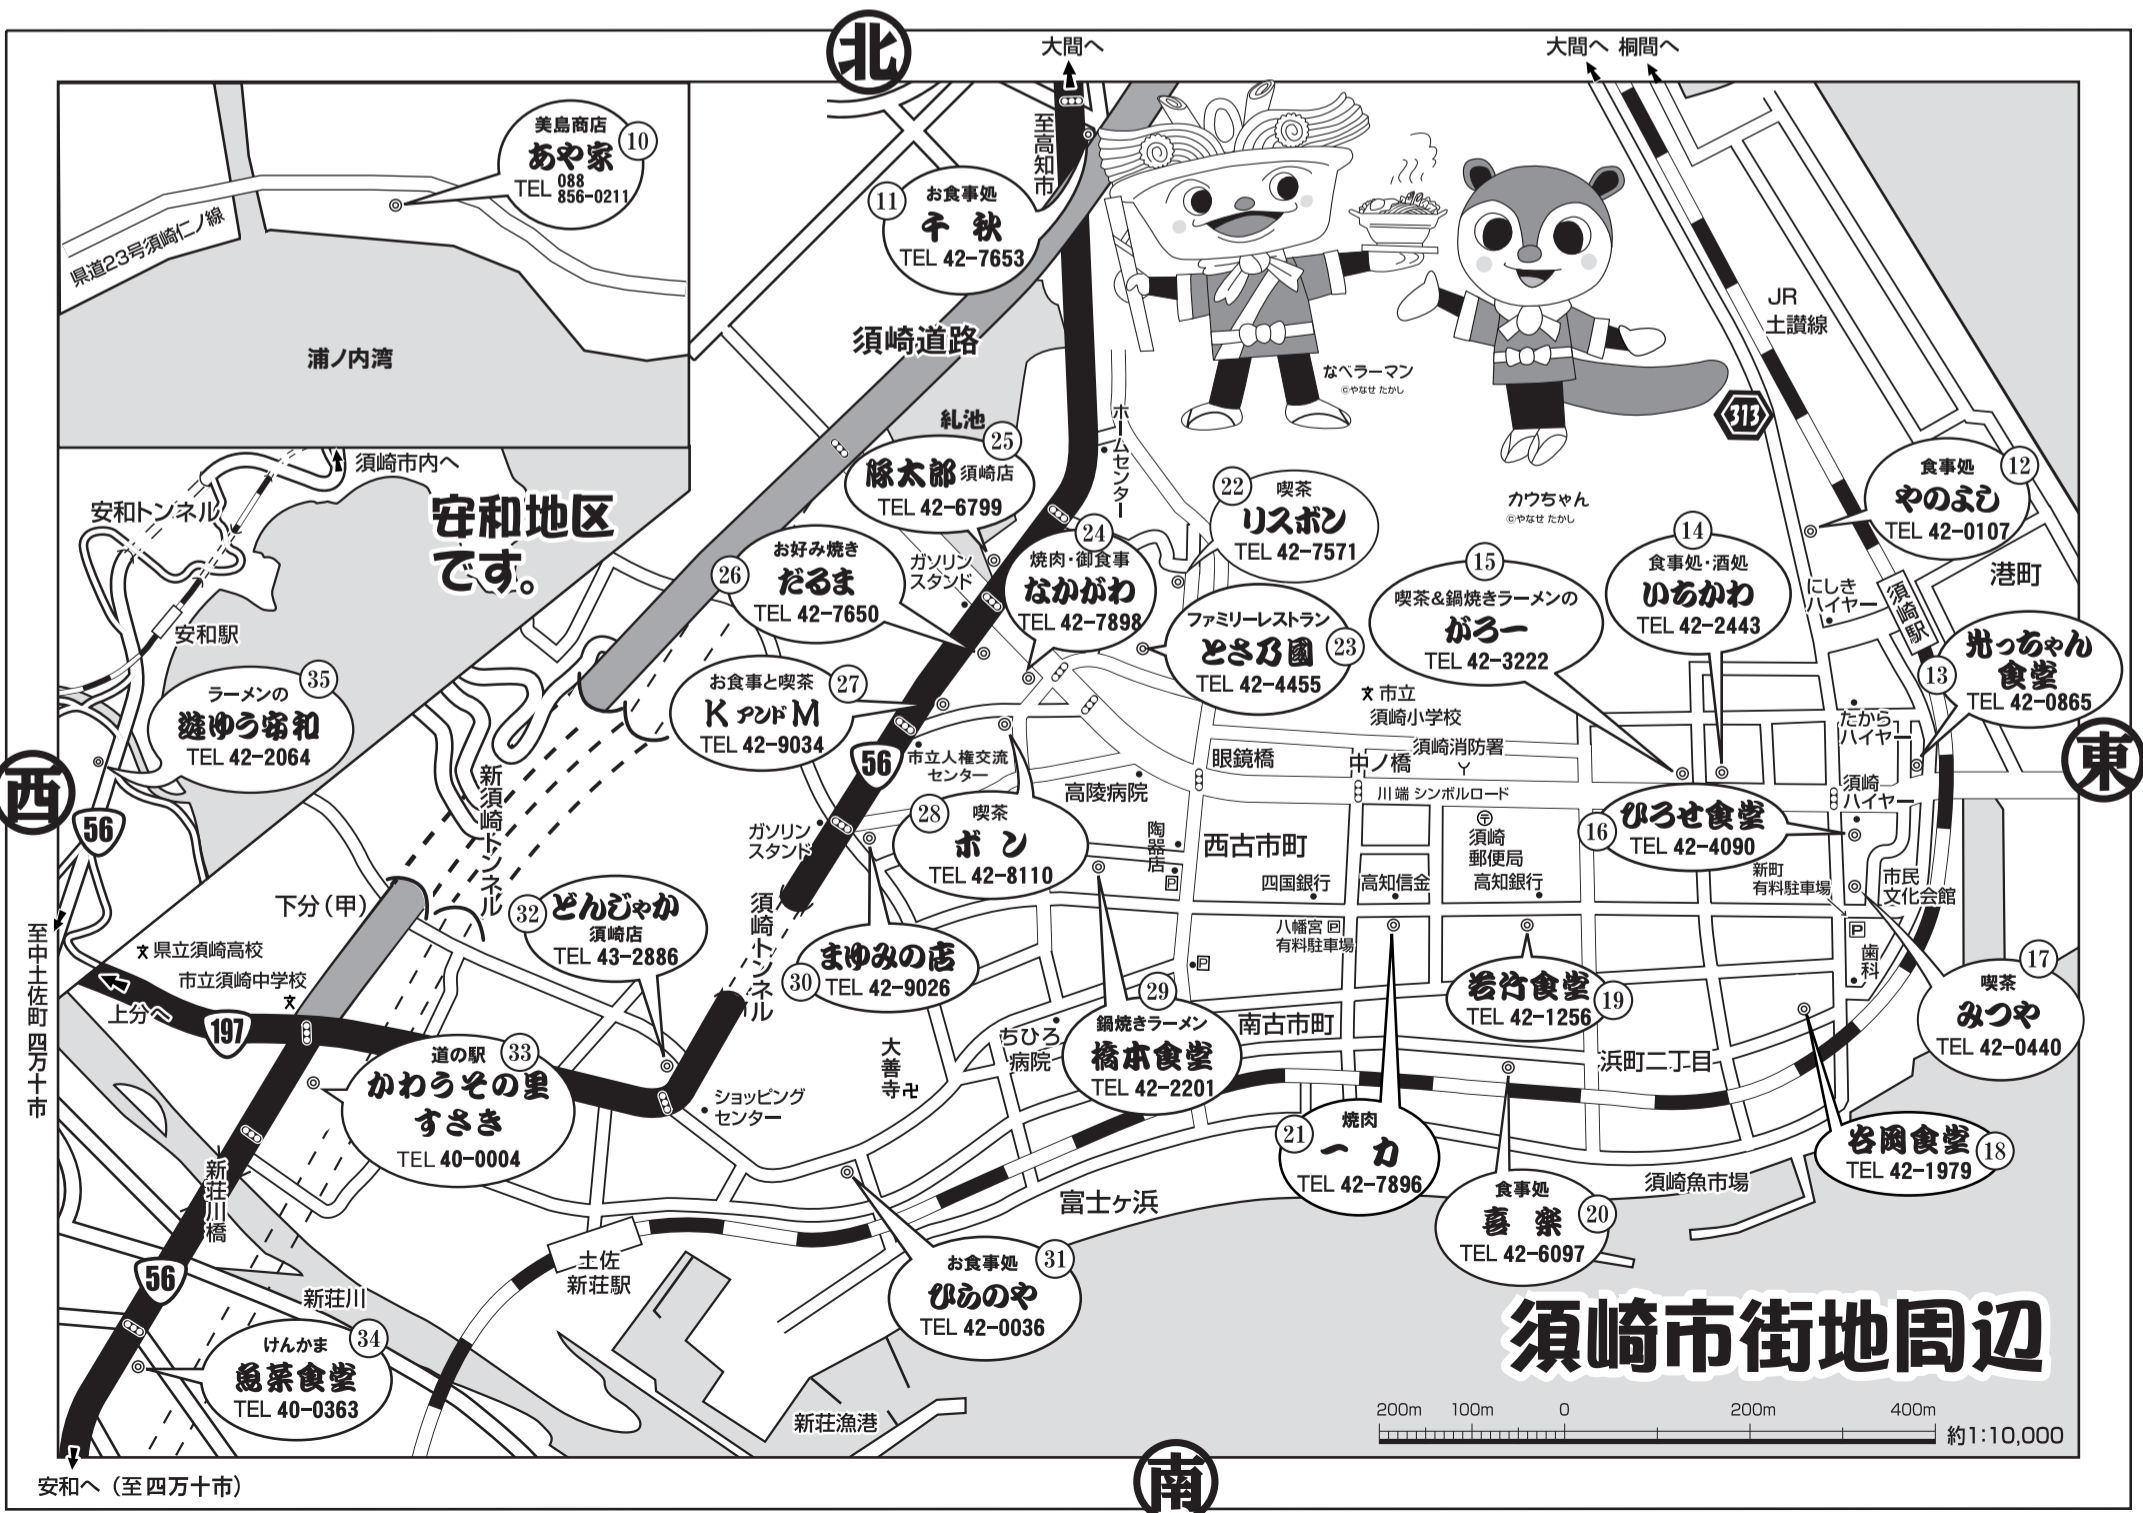 北
大間へ
大間へ 桐間へ
美島商店
あや家
TEL 088 856-0211
10
県道23号須崎仁ノ線
浦ノ内湾
至高知市
11
お食事処
千秋
TEL 42-7653
須崎道路
なべラーマン
©やなせ たかし
カウちゃん
©やなせ たかし
JR
土讃線
313
糺池
25
豚太郎 須崎店
TEL 42-6799
ホームセンター
須崎市内へ
安和トンネル
安和地区
です。
安和駅
22
喫茶
リスボン
TEL 42-7571
12
食事処
やのよし
TEL 42-0107
港町
26
お好み焼き
だるま
TEL 42-7650
ガソリン
スタンド
24
焼肉・御食事
なかがわ
TEL 42-7898
15
喫茶&鍋焼きラーメンの
がろー
TEL 42-3222
14
食事処・酒処
いちかわ
TEL 42-2443
にしき
ハイヤー
須崎駅
23
ファミリーレストラン
とさ乃國
TEL 42-4455
13
光っちゃん
食堂
TEL 42-0865
35
ラーメンの
遊ゆう安和
TEL 42-2064
27
お食事と喫茶
KアンドM
TEL 42-9034
市立
須崎小学校
たから
ハイヤー
東
西
56
56
市立人権交流
センター
眼鏡橋
中ノ橋
須崎消防署
高陵病院
川端シンボルロード
須崎
ハイヤー
新須崎トンネル
ガソリン
スタンド
28
喫茶
ボン
TEL 42-8110
陶器店
P
西古市町
〒
須崎
郵便局
16
ひろせ食堂
TEL 42-4090
四国銀行
高知信金
高知銀行
新町
有料駐車場
市民
文化会館
下分(甲)
32
どんじゃか
須崎店
TEL 43-2886
須崎トンネル
30
まゆみの店
TEL 42-9026
八幡宮 P
有料駐車場
P
P
歯科
至中土佐町 四万十市
県立須崎高校
市立須崎中学校
上分へ
197
29
鍋焼きラーメン
橋本食堂
TEL 42-2201
19
若竹食堂
TEL 42-1256
17
喫茶
みつや
TEL 42-0440
南古市町
ちひろ
病院
大善寺
浜町二丁目
33
道の駅
かわうその里
すさき
TEL 40-0004
ショッピング
センター
21
焼肉
一力
TEL 42-7896
18
谷岡食堂
TEL 42-1979
新荘川橋
須崎魚市場
富士ヶ浜
20
食事処
喜楽
TEL 42-6097
56
土佐
新荘駅
31
お食事処
ひらのや
TEL 42-0036
新荘川
34
けんかま
魚菜食堂
TEL 40-0363
新荘漁港
須崎市街地周辺
200m 100m 0 200m 400m
約1:10,000
安和へ(至四万十市)
南